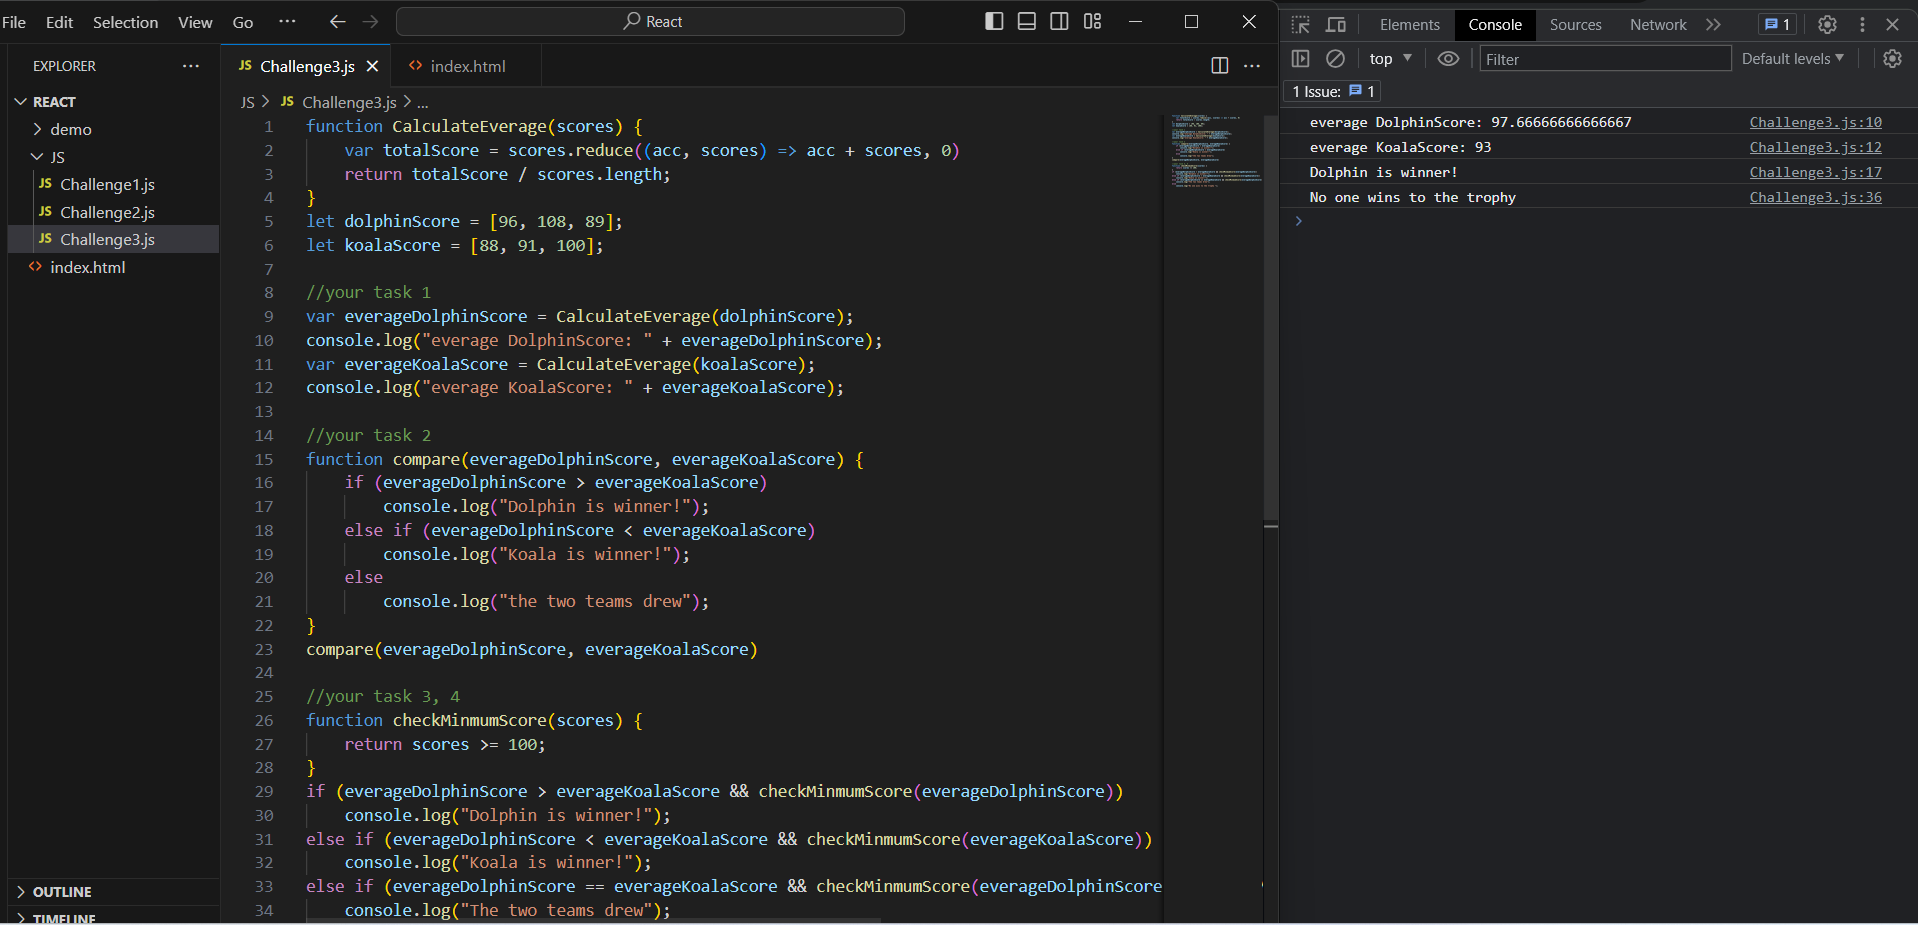 File Edit Selection View Go ··· React
EXPLORER ···
REACT
demo
JS
JS Challenge1.js
JS Challenge2.js
JS Challenge3.js
index.html
OUTLINE
TIMELINE
JS Challenge3.js index.html
JS > JS Challenge3.js > ...
1 function CalculateEverage(scores) {
2 var totalScore = scores.reduce((acc, scores) => acc + scores, 0)
3 return totalScore / scores.length;
4 }
5 let dolphinScore = [96, 108, 89];
6 let koalaScore = [88, 91, 100];
7
8 //your task 1
9 var everageDolphinScore = CalculateEverage(dolphinScore);
10 console.log("everage DolphinScore: " + everageDolphinScore);
11 var everageKoalaScore = CalculateEverage(koalaScore);
12 console.log("everage KoalaScore: " + everageKoalaScore);
13
14 //your task 2
15 function compare(everageDolphinScore, everageKoalaScore) {
16 if (everageDolphinScore > everageKoalaScore)
17 console.log("Dolphin is winner!");
18 else if (everageDolphinScore < everageKoalaScore)
19 console.log("Koala is winner!");
20 else
21 console.log("the two teams drew");
22 }
23 compare(everageDolphinScore, everageKoalaScore)
24
25 //your task 3, 4
26 function checkMinmumScore(scores) {
27 return scores >= 100;
28 }
29 if (everageDolphinScore > everageKoalaScore && checkMinmumScore(everageDolphinScore))
30 console.log("Dolphin is winner!");
31 else if (everageDolphinScore < everageKoalaScore && checkMinmumScore(everageKoalaScore))
32 console.log("Koala is winner!");
33 else if (everageDolphinScore == everageKoalaScore && checkMinmumScore(everageDolphinScore
34 console.log("The two teams drew");
Elements Console Sources Network >> 1
top Filter Default levels
1 Issue: 1
everage DolphinScore: 97.66666666666667 Challenge3.js:10
everage KoalaScore: 93 Challenge3.js:12
Dolphin is winner! Challenge3.js:17
No one wins to the trophy Challenge3.js:36
>